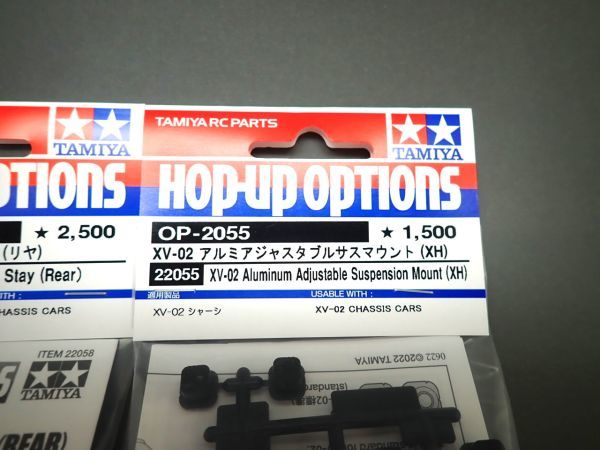 TAMIYA
OPTIONS
★ 2,500
(リヤ)
Stay (Rear)
CHASSIS CARS
ITEM 22058
TAMIYA
(REAR)
TAMIYA RC PARTS
TAMIYA
HOP-UP OPTIONS
OP-2055 ★ 1,500
XV-02 アルミアジャスタブルサスマウント (XH)
22055 XV-02 Aluminum Adjustable Suspension Mount (XH)
適用製品 USABLE WITH :
XV-02 シャーシ XV-02 CHASSIS CARS
0622 ©2022 TAMIYA